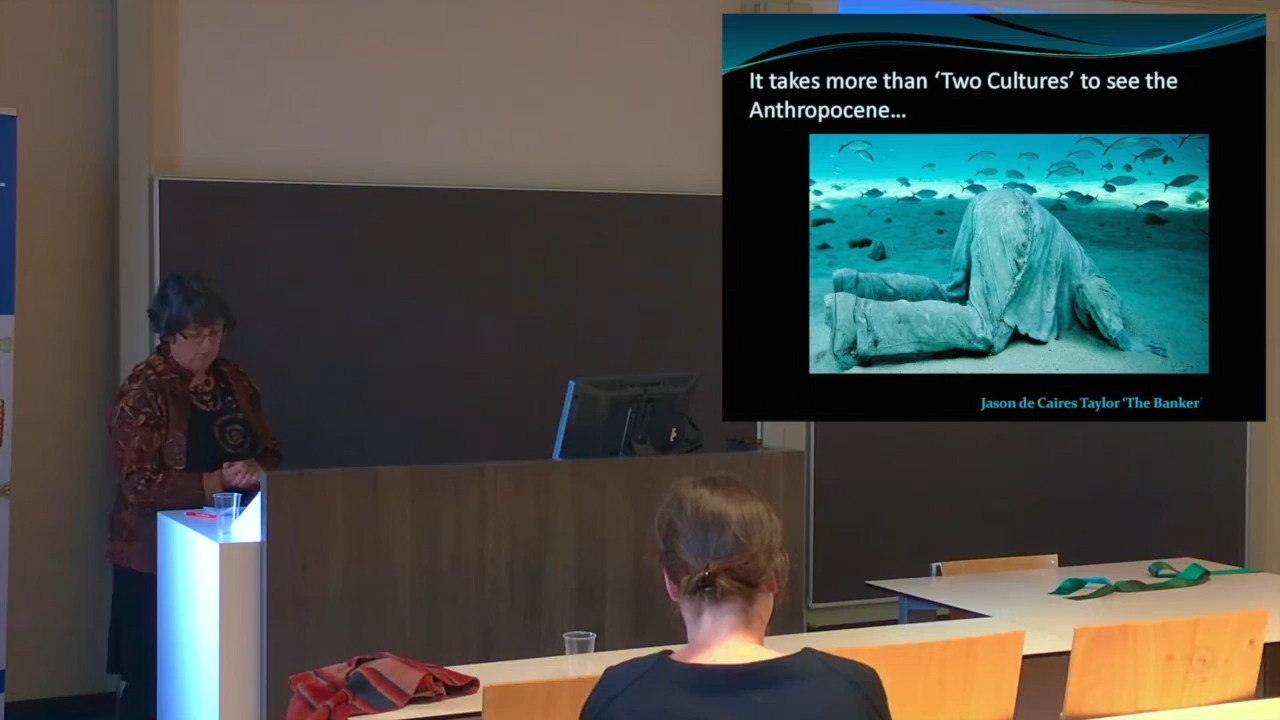 It takes more than ‘Two Cultures’ to see the
Anthropocene…
Jason de Caires Taylor ‘The Banker’